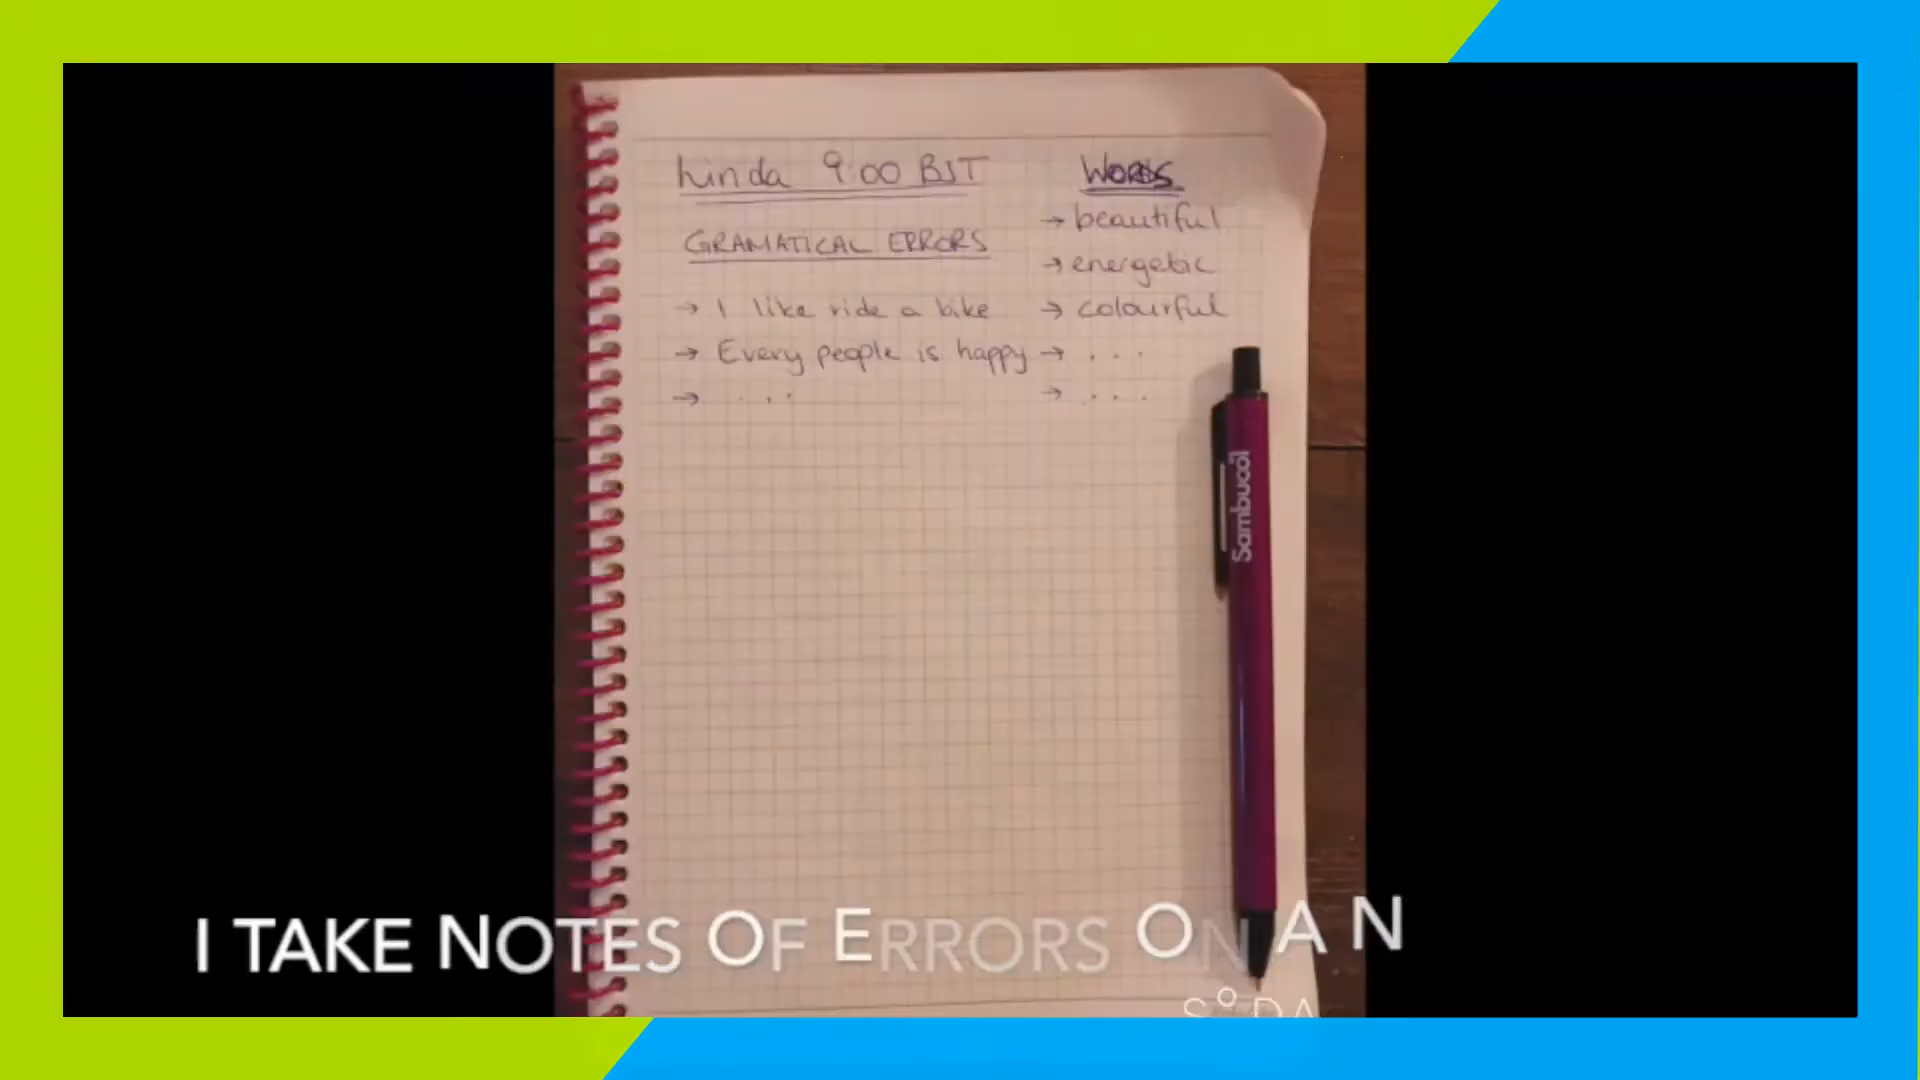 Linda 9:00 BST
GRAMATICAL ERRORS
→ I like ride a bike
→ Every people is happy
→ ...
WORDS
→ beautiful
→ energetic
→ colourful
→ ...
→ ...
Sambucol
I TAKE NOTES OF ERRORS ON A N